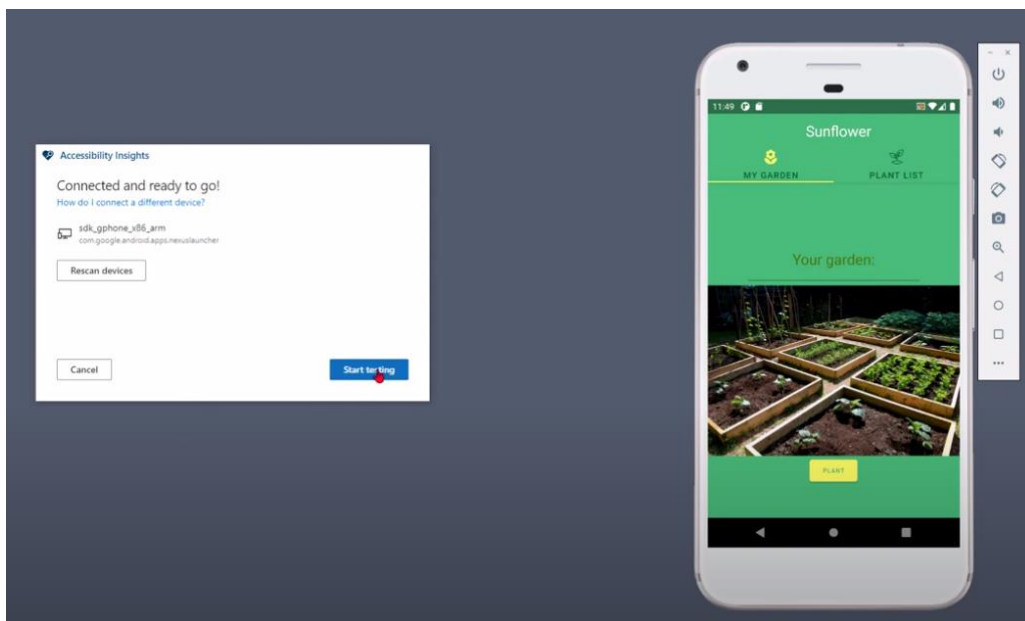 Accessibility Insights
Connected and ready to go!
How do I connect a different device?
sdk_gphone_x86_arm
com.google.android.apps.nexuslauncher
Rescan devices
Cancel
Start testing
11:49
Sunflower
MY GARDEN
PLANT LIST
Your garden:
PLANT